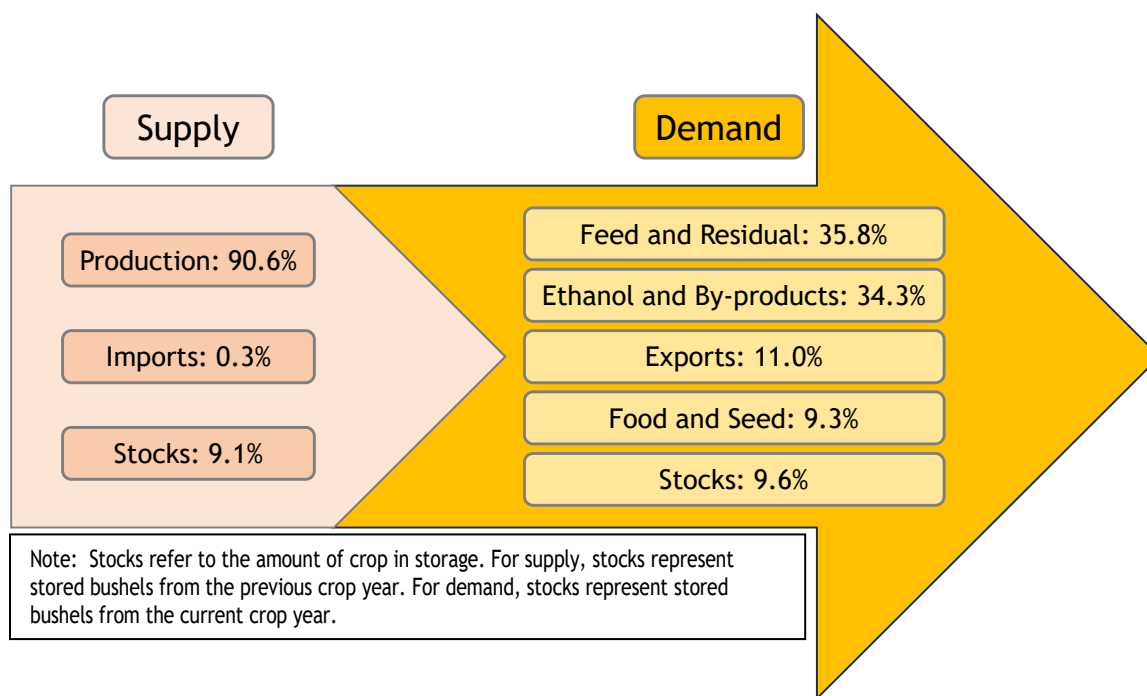 Supply
Production: 90.6%
Imports: 0.3%
Stocks: 9.1%
Demand
Feed and Residual: 35.8%
Ethanol and By-products: 34.3%
Exports: 11.0%
Food and Seed: 9.3%
Stocks: 9.6%
Note:  Stocks refer to the amount of crop in storage. For supply, stocks represent
stored bushels from the previous crop year. For demand, stocks represent stored
bushels from the current crop year.